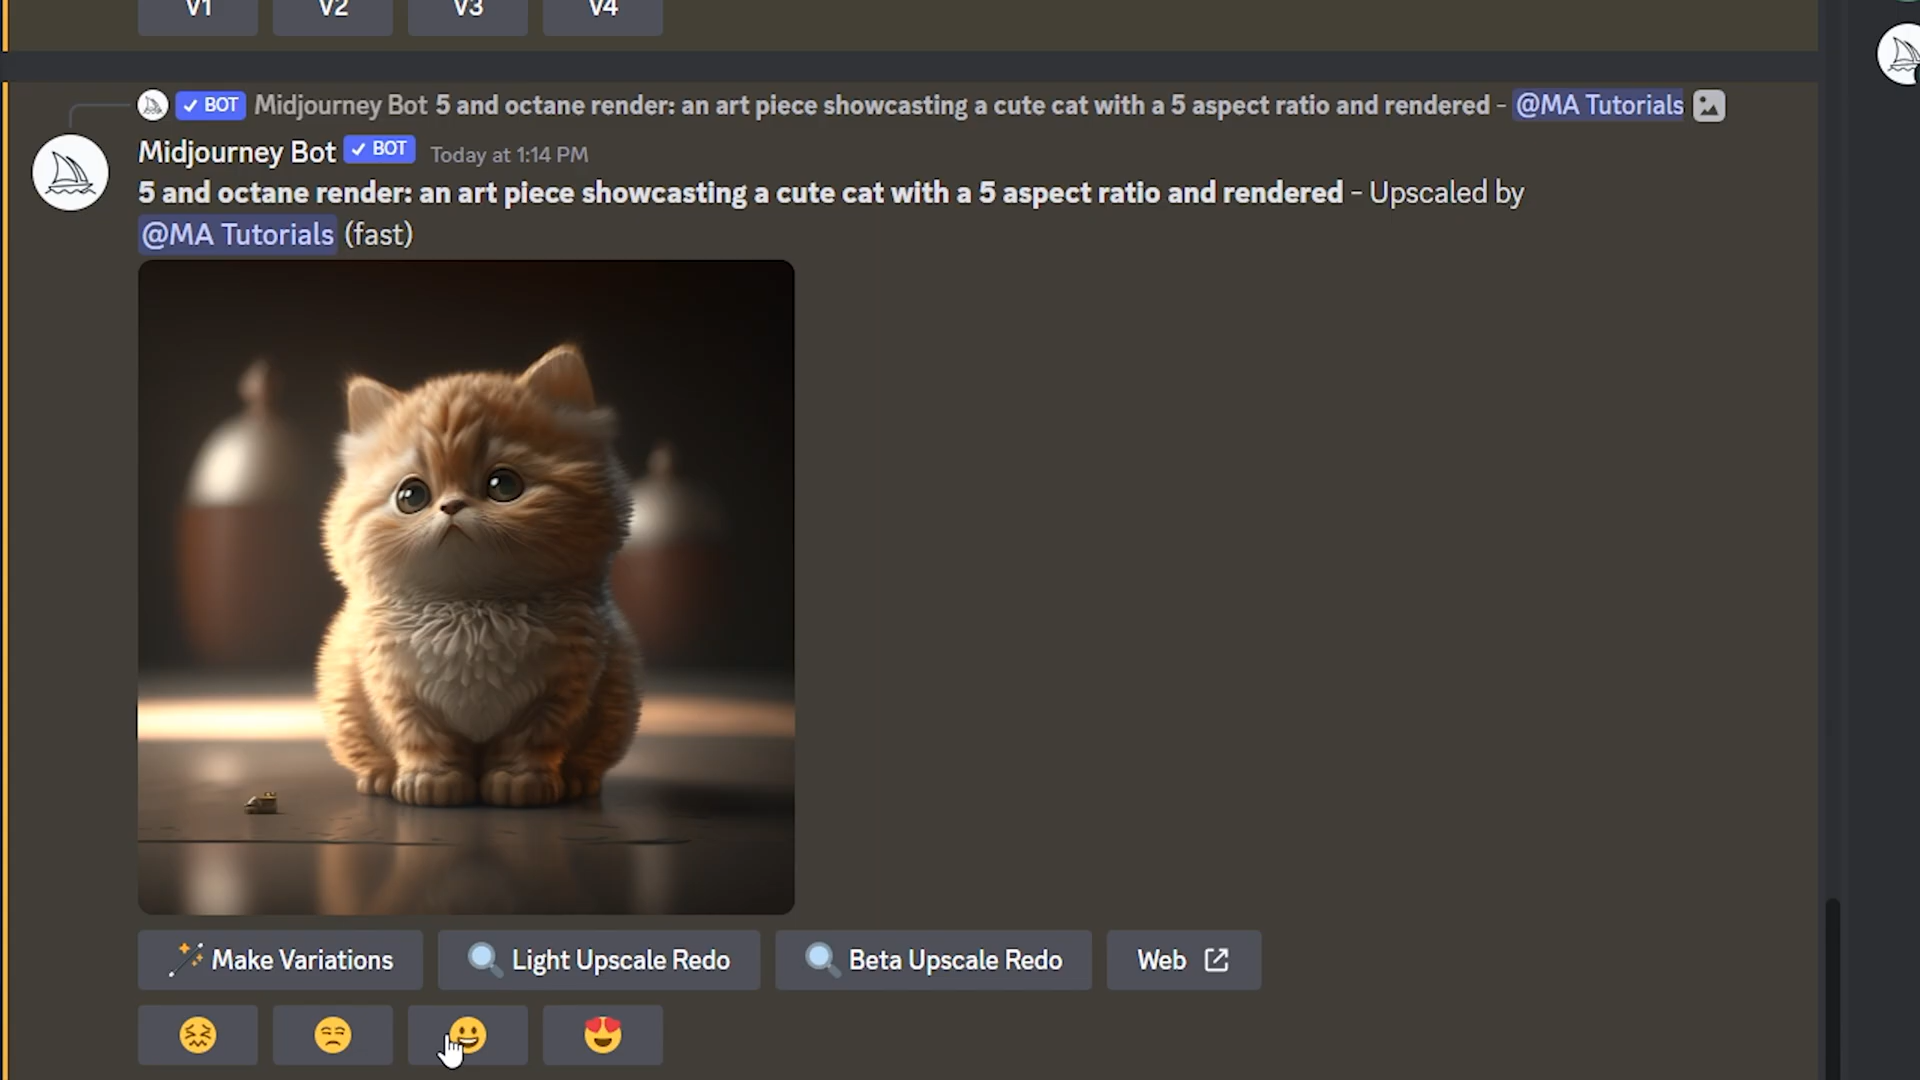 V1 V2 V3 V4
BOT Midjourney Bot 5 and octane render: an art piece showcasting a cute cat with a 5 aspect ratio and rendered - @MA Tutorials
Midjourney Bot BOT Today at 1:14 PM
5 and octane render: an art piece showcasting a cute cat with a 5 aspect ratio and rendered - Upscaled by
@MA Tutorials (fast)
Make Variations Light Upscale Redo Beta Upscale Redo Web